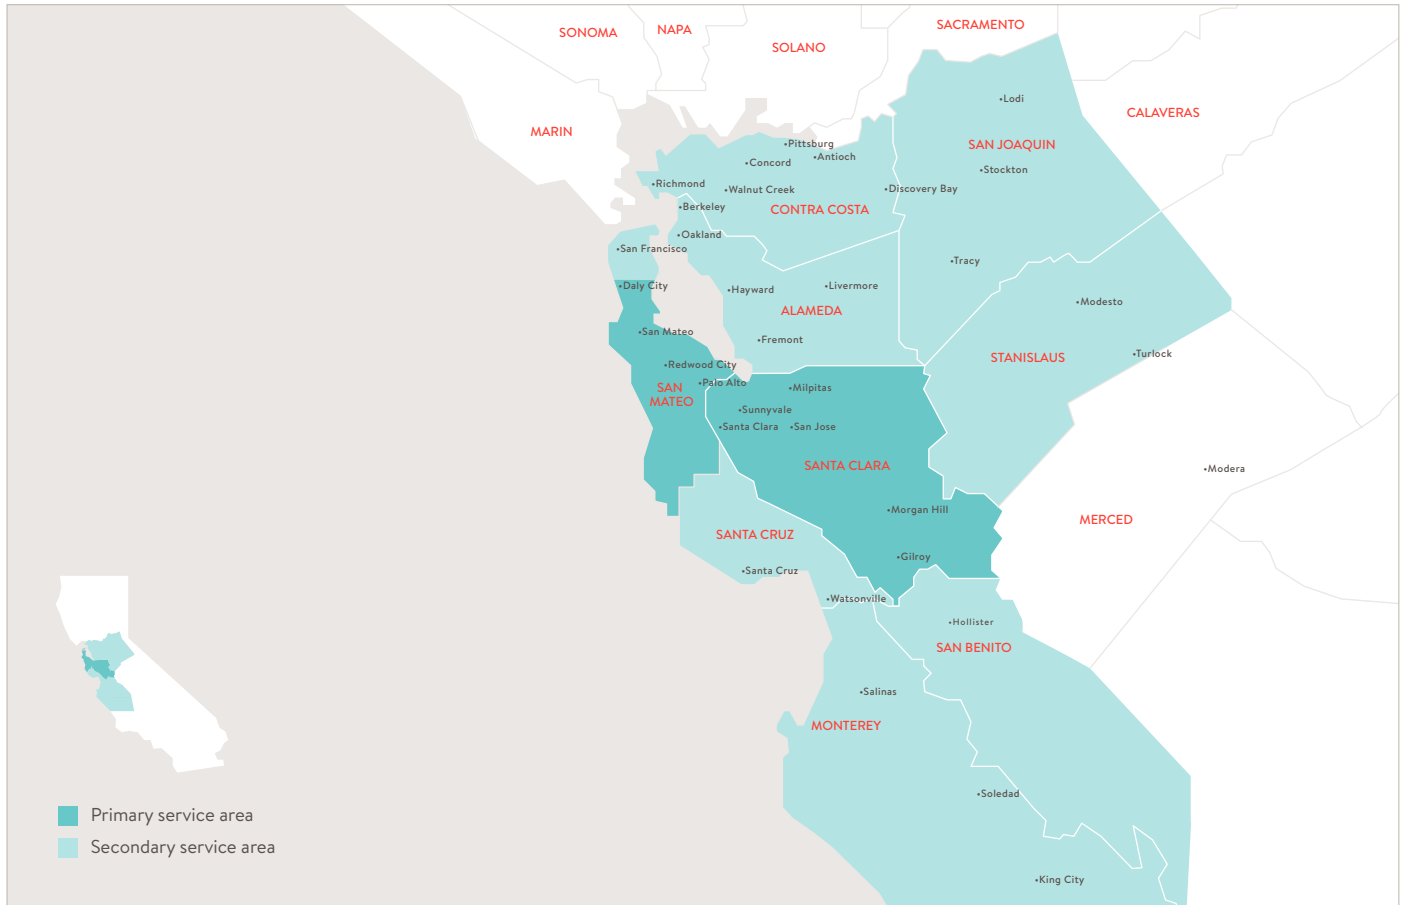 SACRAMENTO
NAPA
SONOMA
SOLANO
•Lodi
CALAVERAS
MARIN
•Pittsburg
SAN JOAQUIN
•Antioch
•Concord
•Stockton
•Richmond
•Walnut Creek
•Discovery Bay
•Berkeley
CONTRA COSTA
•Oakland
•San Francisco
•Tracy
•Daly City
•Hayward
•Livermore
•Modesto
ALAMEDA
•San Mateo
•Fremont
•Turlock
STANISLAUS
•Redwood City
•Palo Alto
SAN
MATEO
•Milpitas
•Sunnyvale
•Santa Clara
•San Jose
SANTA CLARA
•Modera
•Morgan Hill
MERCED
SANTA CRUZ
•Gilroy
•Santa Cruz
•Watsonville
•Hollister
SAN BENITO
•Salinas
MONTEREY
•Soledad
Primary service area
Secondary service area
•King City